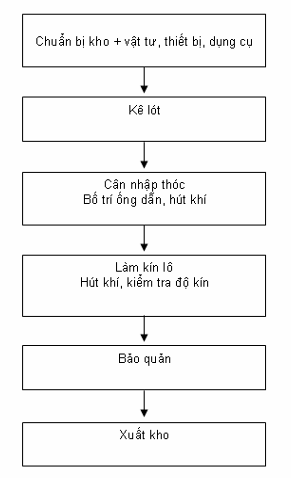 Chuẩn bị kho + vật tư, thiết bị, dụng cụ
Kê lót
Cân nhập thóc
Bố trí ống dẫn, hút khí
Làm kín lô
Hút khí, kiểm tra độ kín
Bảo quản
Xuất kho